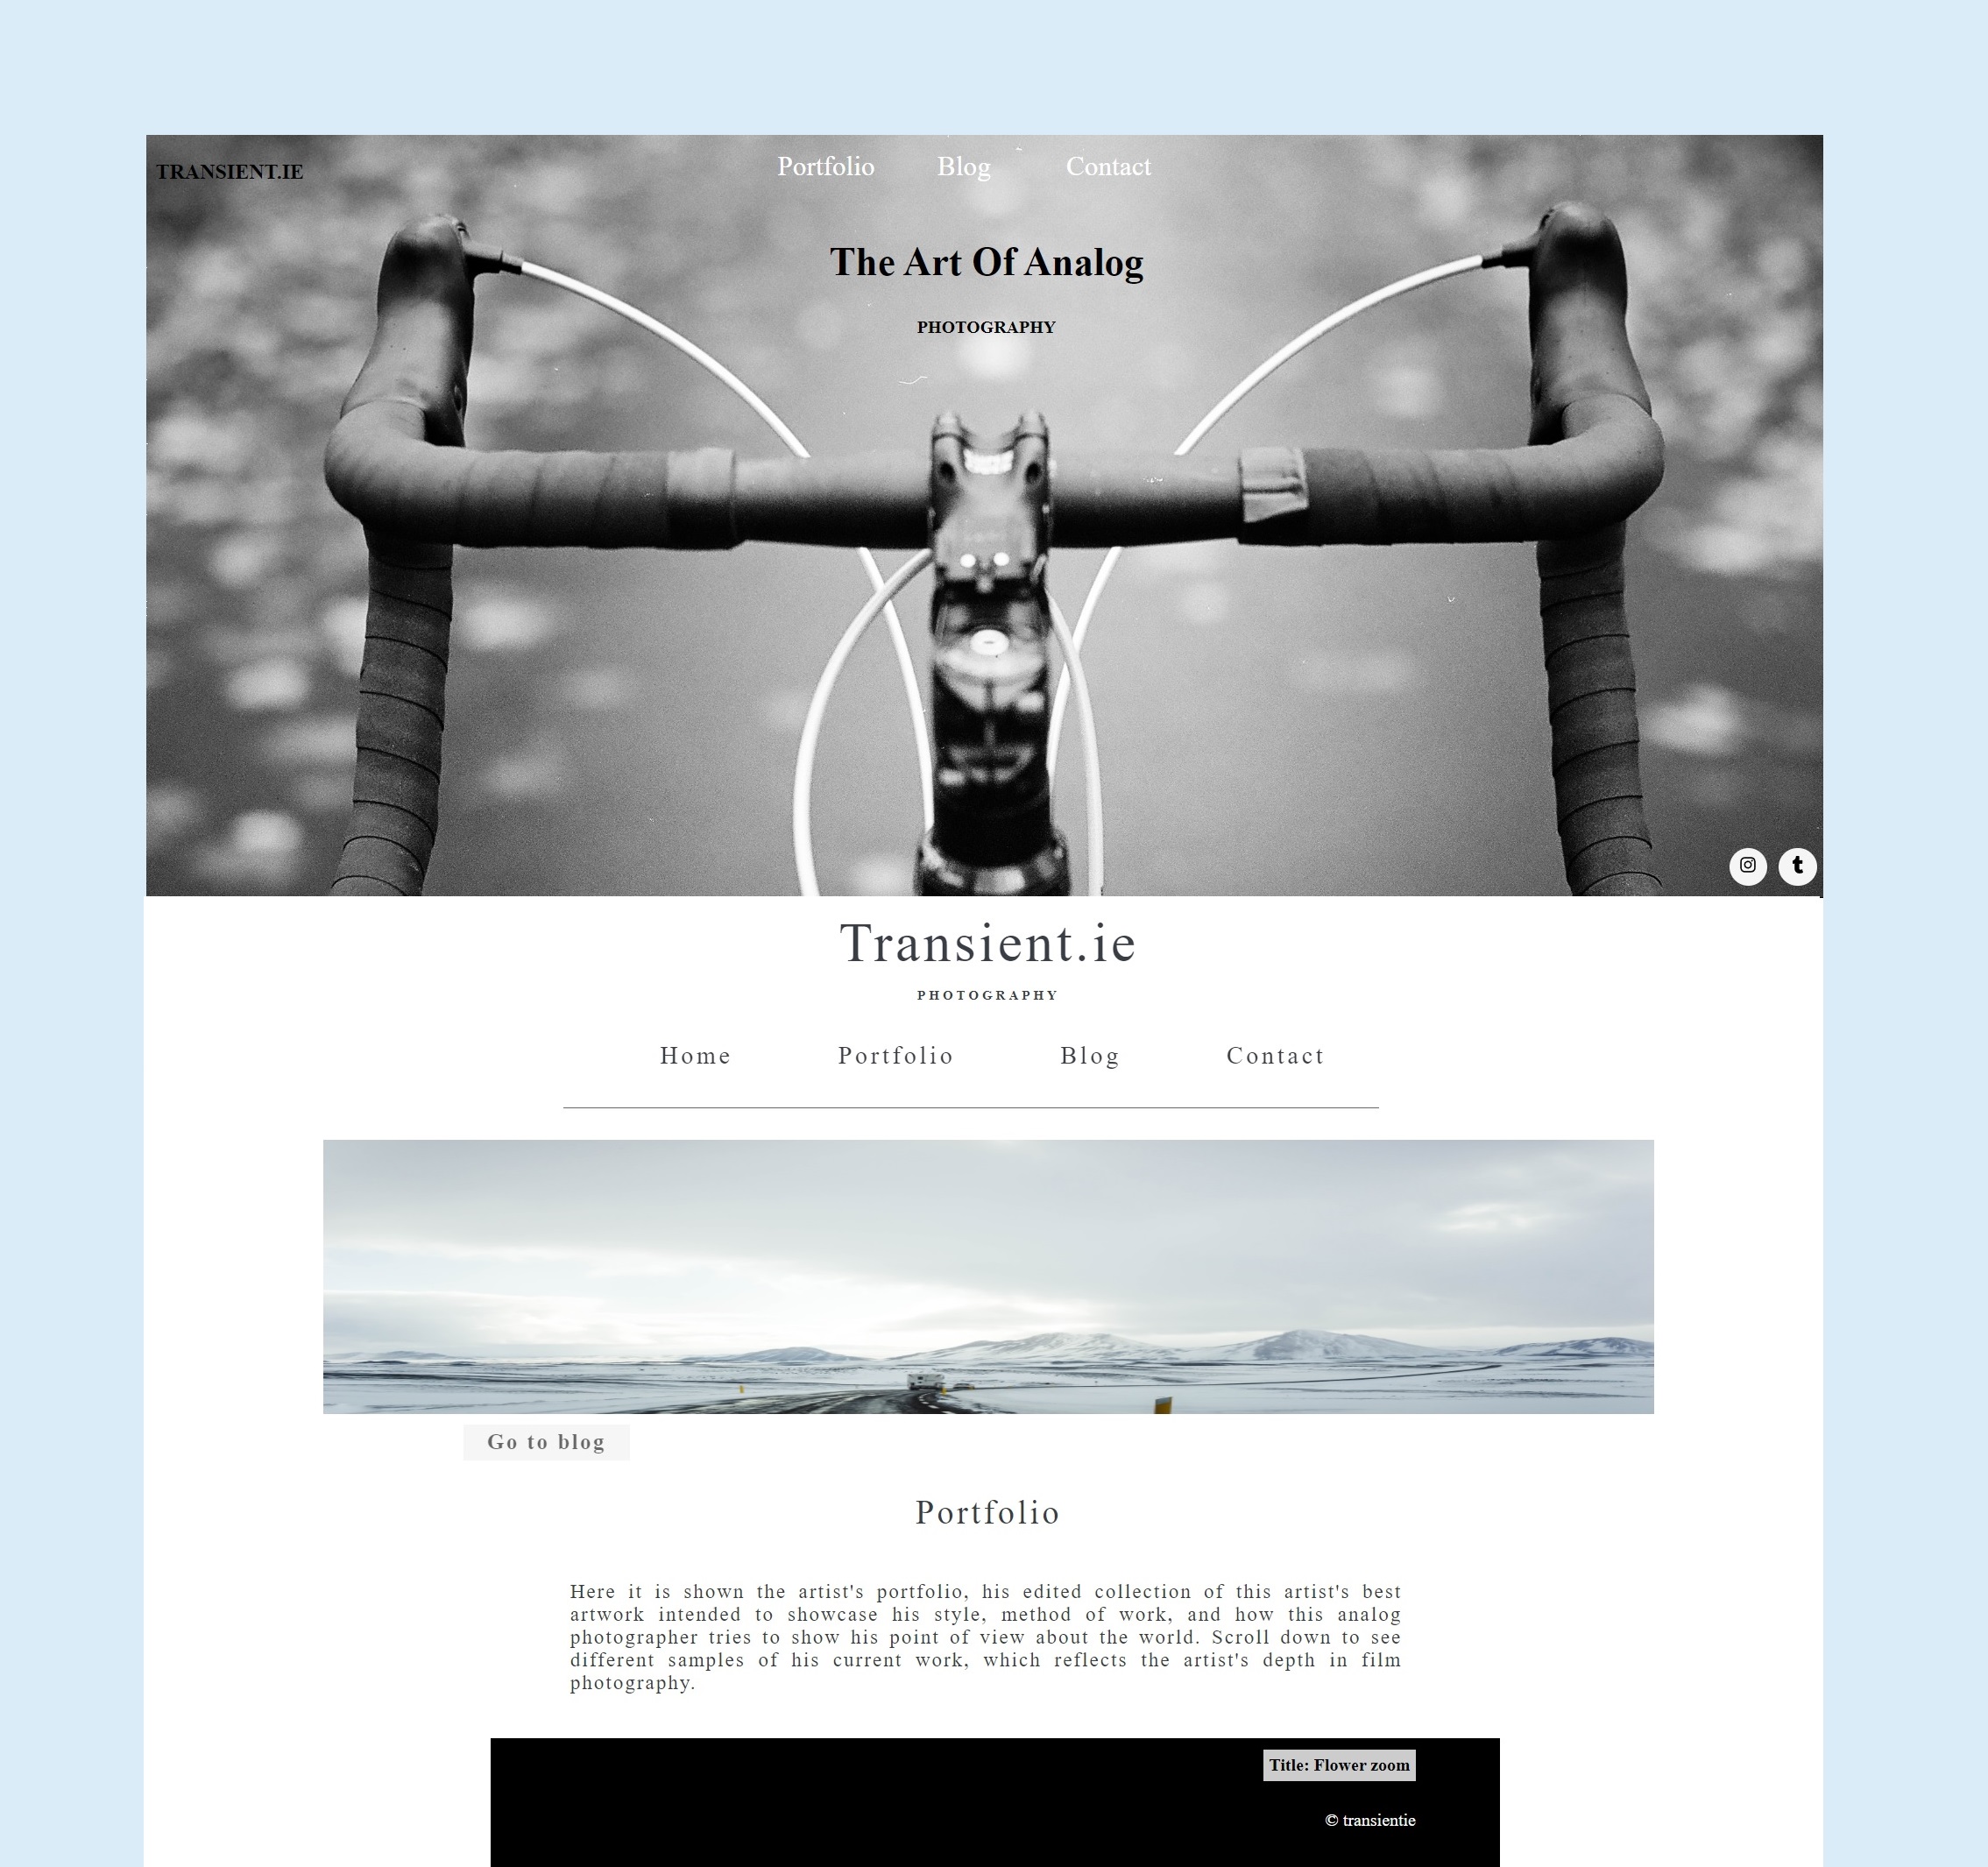 TRANSIENT.IE
Portfolio Blog Contact
The Art Of Analog
PHOTOGRAPHY
t
Transient.ie
PHOTOGRAPHY
Home Portfolio Blog Contact
Go to blog
Portfolio
Here it is shown the artist's portfolio, his edited collection of this artist's best
artwork intended to showcase his style, method of work, and how this analog
photographer tries to show his point of view about the world. Scroll down to see
different samples of his current work, which reflects the artist's depth in film
photography.
Title: Flower zoom
© transientie